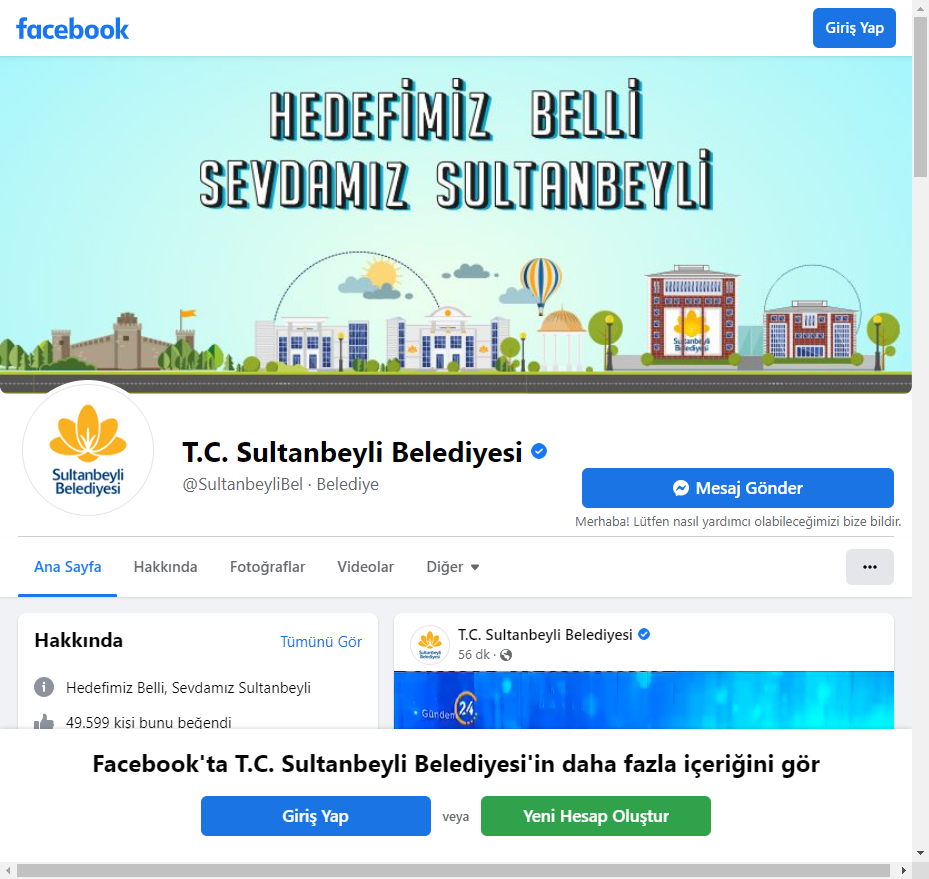 facebook
Giriş Yap
HEDEFİMİZ BELLİ
SEVDAMIZ SULTANBEYLİ
Sultanbeyli
Belediyesi
Sultanbeyli
Belediyesi
T.C. Sultanbeyli Belediyesi
@SultanbeyliBel · Belediye
Mesaj Gönder
Merhaba! Lütfen nasıl yardımcı olabileceğimizi bize bildir.
Ana Sayfa
Hakkında
Fotoğraflar
Videolar
Diğer
Hakkında
Tümünü Gör
Hedefimiz Belli, Sevdamız Sultanbeyli
49.599 kişi bunu beğendi
T.C. Sultanbeyli Belediyesi
56 dk ·
Sultanbeyli
Belediyesi
Günden 24
Facebook'ta T.C. Sultanbeyli Belediyesi'in daha fazla içeriğini gör
Giriş Yap
veya
Yeni Hesap Oluştur